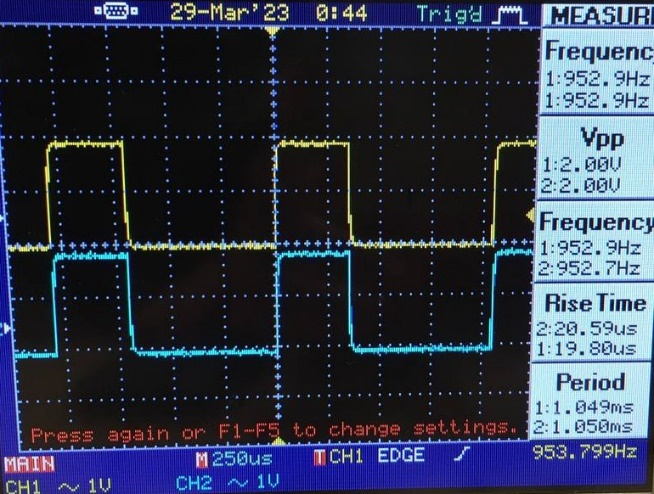 29-Mar'23 0:44 Trig'd MEASUR
Frequenc
1:952.9Hz
1:952.9Hz
Vpp
1:2.00V
2:2.00V
Frequency
1:952.9Hz
2:952.7Hz
Rise Time
2:20.59us
1:19.80us
Period
1:1.049ms
2:1.050ms
Press again or F1-F5 to change settings.
MAIN M 250us T CH1 EDGE 953.799Hz
CH1 ~ 1V CH2 ~ 1V